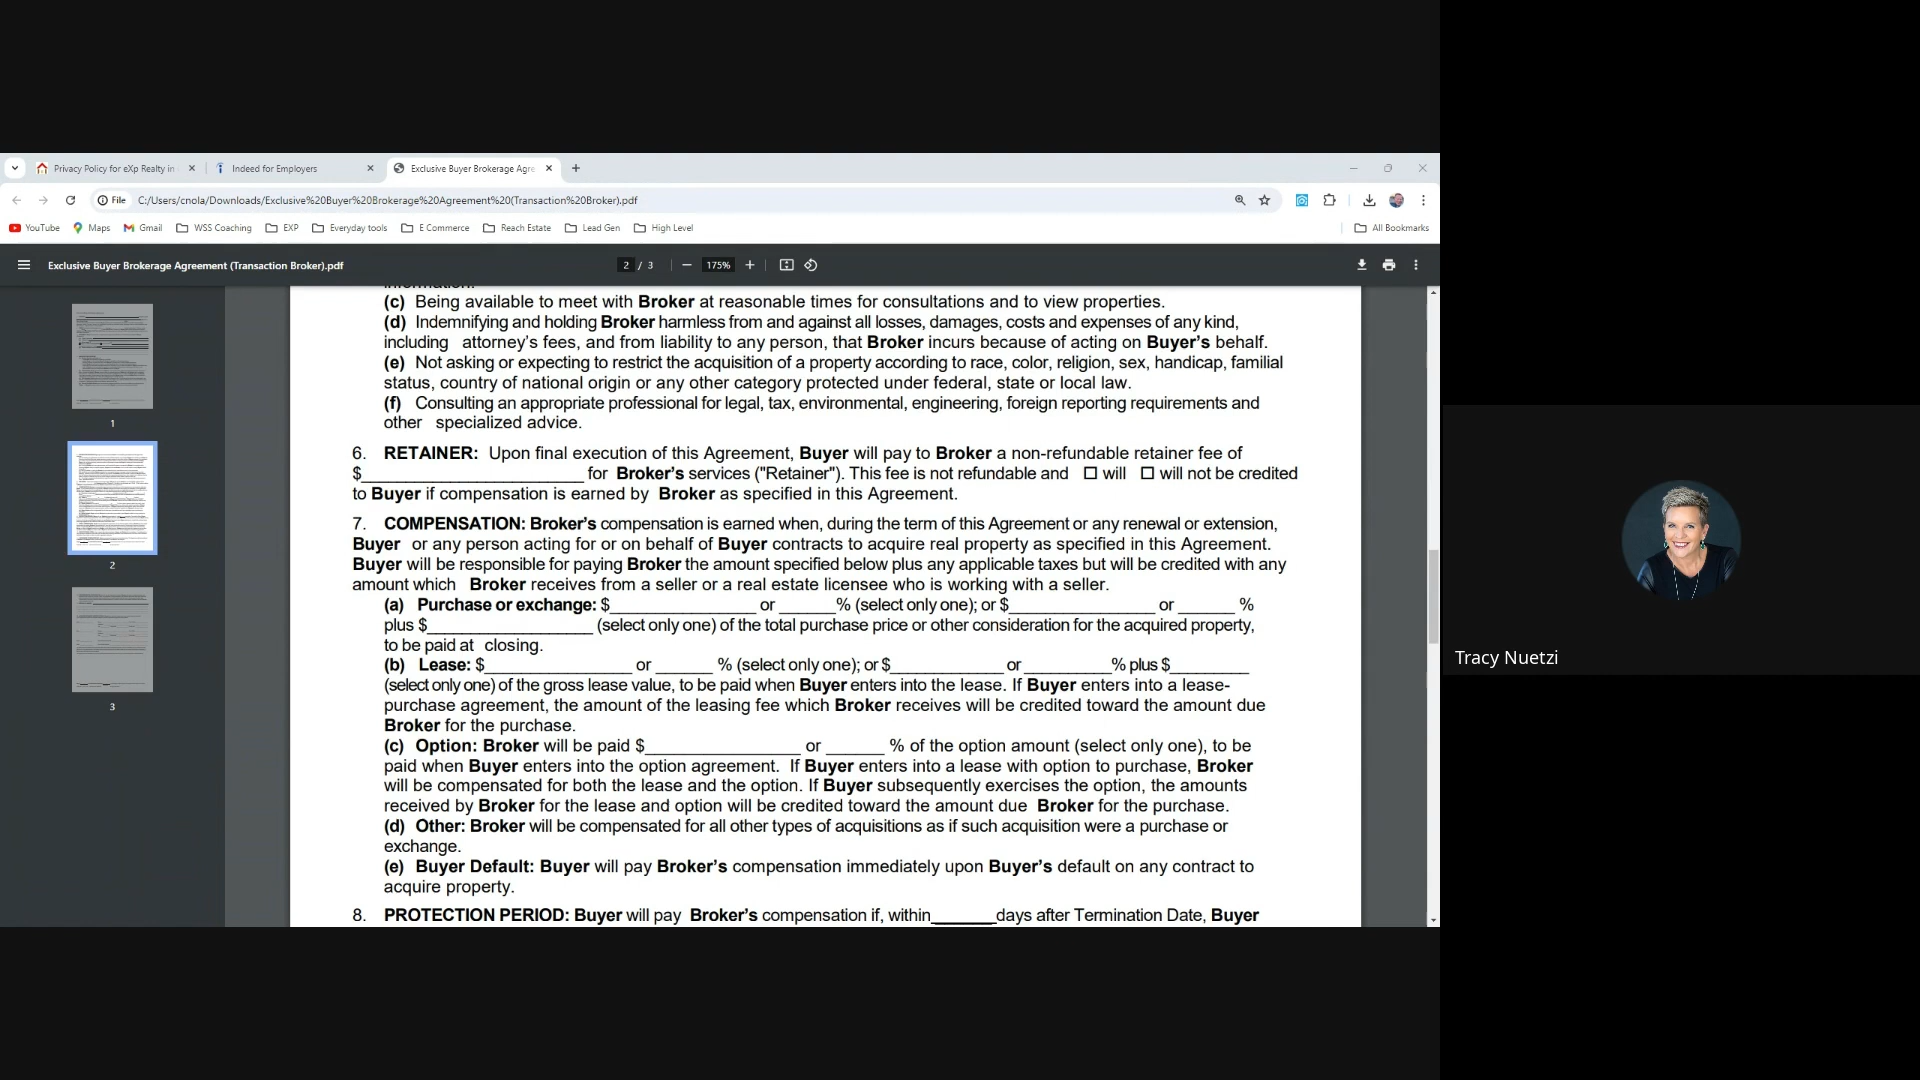 Privacy Policy for eXp Realty in
Indeed for Employers
Exclusive Buyer Brokerage Agre
File C:/Users/cnola/Downloads/Exclusive%20Buyer%20Brokerage%20Agreement%20(Transaction%20Broker).pdf
YouTube Maps Gmail WSS Coaching EXP Everyday tools E Commerce Reach Estate Lead Gen High Level All Bookmarks
Exclusive Buyer Brokerage Agreement (Transaction Broker).pdf 2 / 3 175%
1
2
3
information.
(c) Being available to meet with Broker at reasonable times for consultations and to view properties.
(d) Indemnifying and holding Broker harmless from and against all losses, damages, costs and expenses of any kind,
including attorney's fees, and from liability to any person, that Broker incurs because of acting on Buyer's behalf.
(e) Not asking or expecting to restrict the acquisition of a property according to race, color, religion, sex, handicap, familial
status, country of national origin or any other category protected under federal, state or local law.
(f) Consulting an appropriate professional for legal, tax, environmental, engineering, foreign reporting requirements and
other specialized advice.
6. RETAINER: Upon final execution of this Agreement, Buyer will pay to Broker a non-refundable retainer fee of
$______________________ for Broker's services ("Retainer"). This fee is not refundable and ☐ will ☐ will not be credited
to Buyer if compensation is earned by Broker as specified in this Agreement.
7. COMPENSATION: Broker's compensation is earned when, during the term of this Agreement or any renewal or extension,
Buyer or any person acting for or on behalf of Buyer contracts to acquire real property as specified in this Agreement.
Buyer will be responsible for paying Broker the amount specified below plus any applicable taxes but will be credited with any
amount which Broker receives from a seller or a real estate licensee who is working with a seller.
(a) Purchase or exchange: $______________ or ______% (select only one); or $______________ or ______ %
plus $________________ (select only one) of the total purchase price or other consideration for the acquired property,
to be paid at closing.
(b) Lease: $______________ or ______ % (select only one); or $___________ or _________% plus $________
(select only one) of the gross lease value, to be paid when Buyer enters into the lease. If Buyer enters into a lease-
purchase agreement, the amount of the leasing fee which Broker receives will be credited toward the amount due
Broker for the purchase.
(c) Option: Broker will be paid $_______________ or ______ % of the option amount (select only one), to be
paid when Buyer enters into the option agreement. If Buyer enters into a lease with option to purchase, Broker
will be compensated for both the lease and the option. If Buyer subsequently exercises the option, the amounts
received by Broker for the lease and option will be credited toward the amount due Broker for the purchase.
(d) Other: Broker will be compensated for all other types of acquisitions as if such acquisition were a purchase or
exchange.
(e) Buyer Default: Buyer will pay Broker's compensation immediately upon Buyer's default on any contract to
acquire property.
8. PROTECTION PERIOD: Buyer will pay Broker's compensation if, within______days after Termination Date, Buyer
Tracy Nuetzi